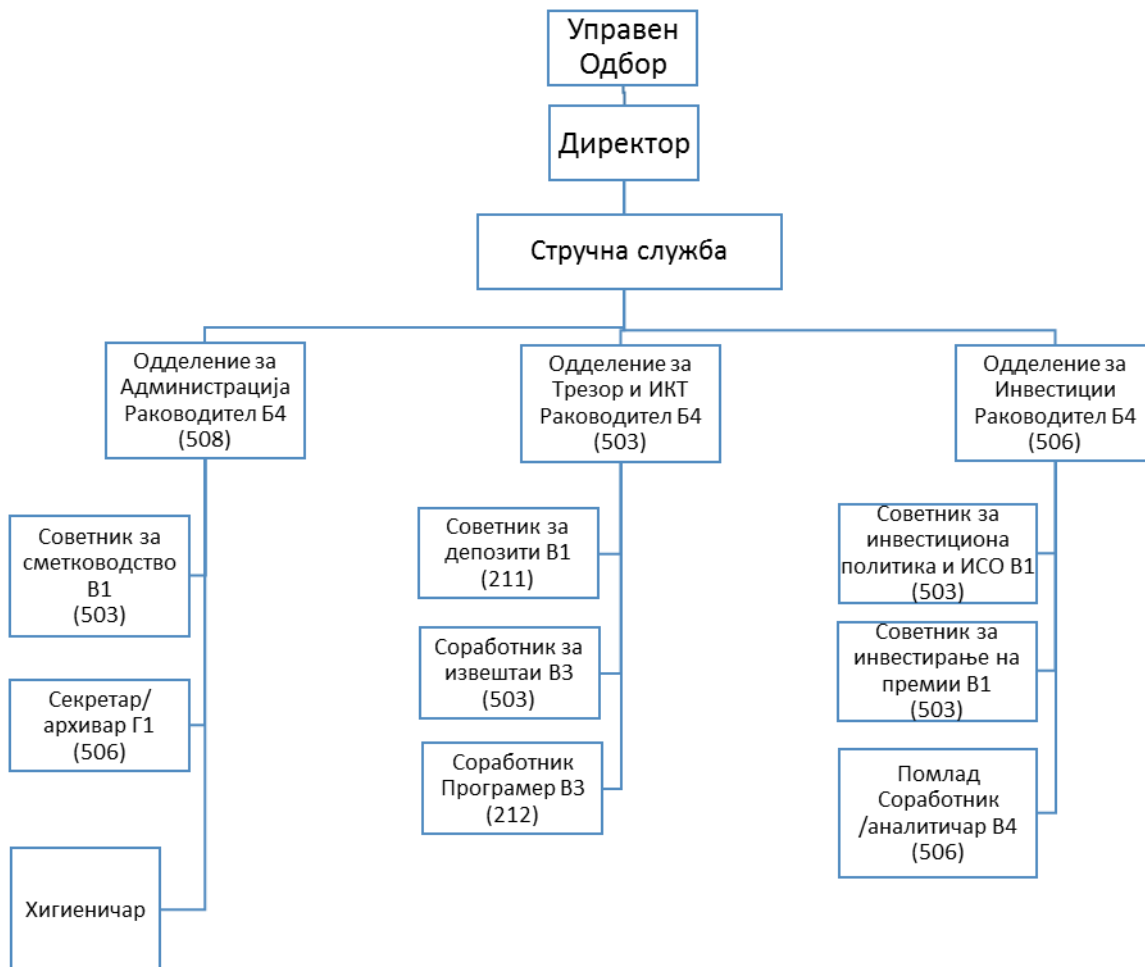 Управен
Одбор
Директор
Стручна служба
Одделение за
Администрација
Раководител Б4
(508)
Одделение за
Трезор и ИКТ
Раководител Б4
(503)
Одделение за
Инвестиции
Раководител Б4
(506)
Советник за
сметководство
В1
(503)
Секретар/
архивар Г1
(506)
Хигиеничар
Советник за
депозити В1
(211)
Соработник за
извештаи В3
(503)
Соработник
Програмер В3
(212)
Советник за
инвестициона
политика и ИСО В1
(503)
Советник за
инвестирање на
премии В1
(503)
Помлад
Соработник
/аналитичар В4
(506)